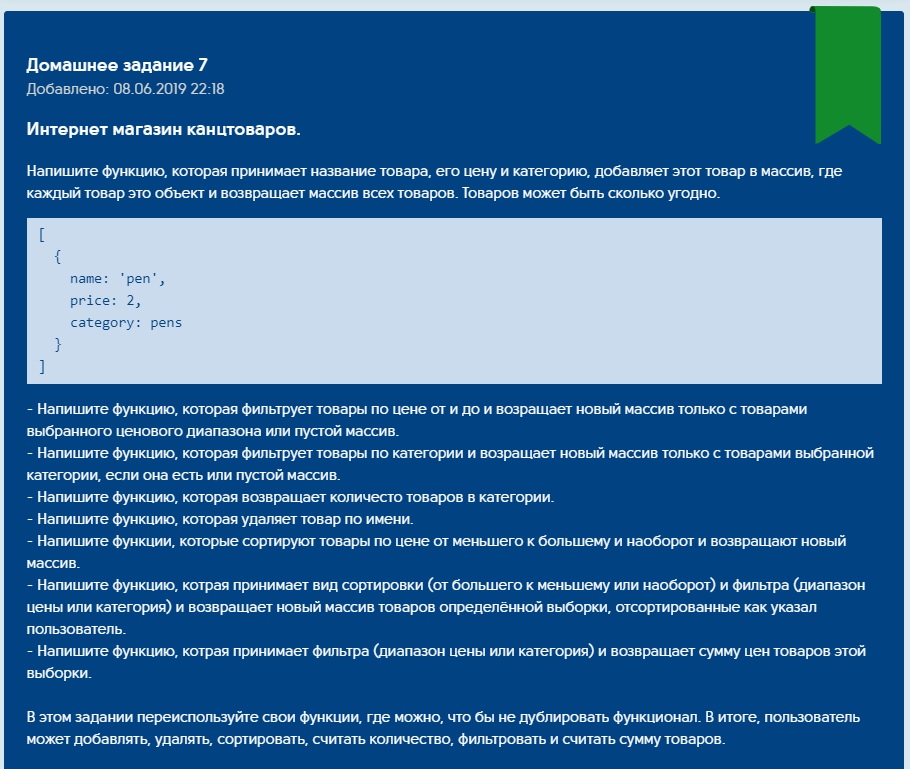 Домашнее задание 7
Добавлено: 08.06.2019 22:18
Интернет магазин канцтоваров.
Напишите функцию, которая принимает название товара, его цену и категорию, добавляет этот товар в массив, где
каждый товар это объект и возвращает массив всех товаров. Товаров может быть сколько угодно.
[
{
name: 'pen',
price: 2,
category: pens
}
]
- Напишите функцию, которая фильтрует товары по цене от и до и возращает новый массив только с товарами
выбранного ценового диапазона или пустой массив.
- Напишите функцию, которая фильтрует товары по категории и возращает новый массив только с товарами выбранной
категории, если она есть или пустой массив.
- Напишите функцию, которая возвращает количесто товаров в категории.
- Напишите функцию, которая удаляет товар по имени.
- Напишите функции, которые сортируют товары по цене от меньшего к большему и наоборот и возвращают новый
массив.
- Напишите функцию, котрая принимает вид сортировки (от большего к меньшему или наоборот) и фильтра (диапазон
цены или категория) и возвращает новый массив товаров определённой выборки, отсортированные как указал
пользователь.
- Напишите функцию, котрая принимает фильтра (диапазон цены или категория) и возвращает сумму цен товаров этой
выборки.
В этом задании переиспользуйте свои функции, где можно, что бы не дублировать функционал. В итоге, пользователь
может добавлять, удалять, сортировать, считать количество, фильтровать и считать сумму товаров.